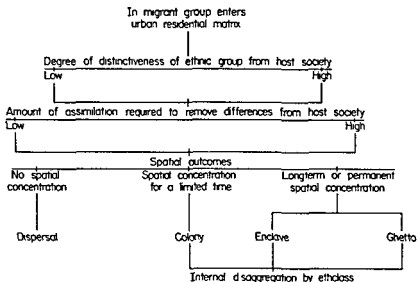 In migrant group enters
urban residential matrix
Degree of distinctiveness of ethnic group from host society
Low High
Amount of assimilation required to remove differences from host society
Low High
Spatial outcomes
No spatial concentration
Spatial concentration for a limited time
Longterm or permanent spatial concentration
Dispersal Colony Enclave Ghetto
Internal disaggregation by ethclass